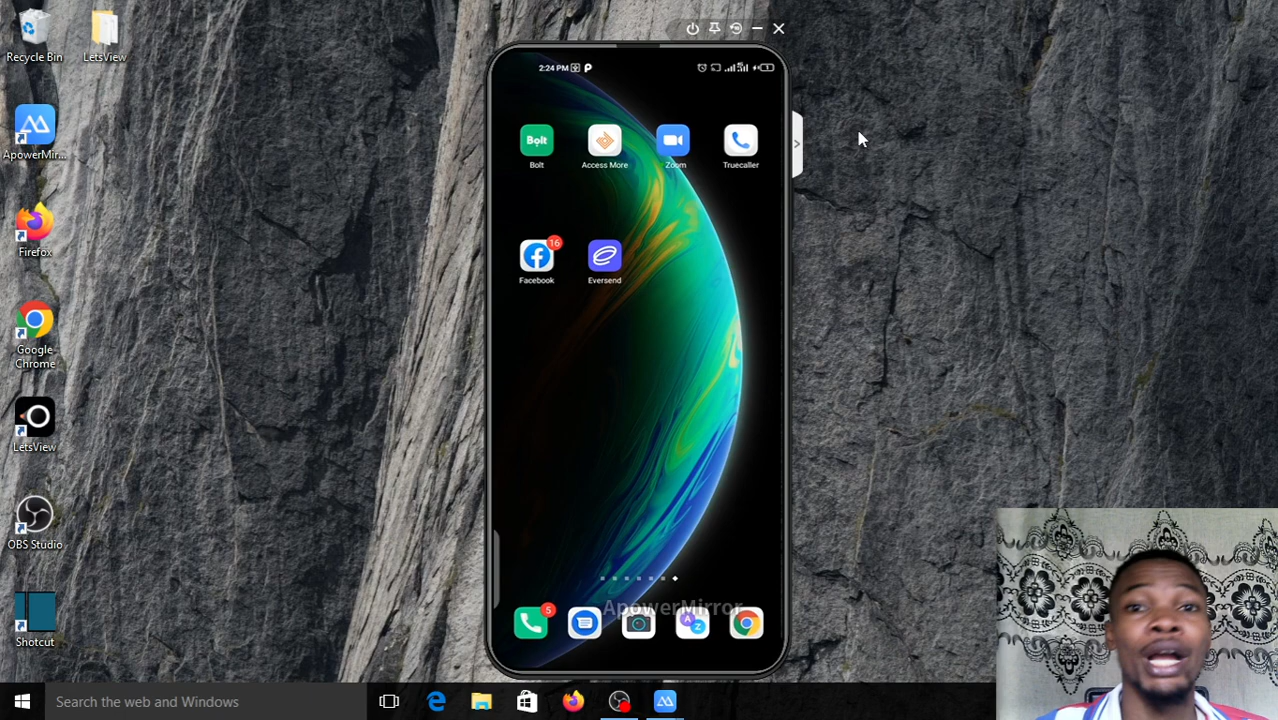 Recycle Bin
LetsView
ApowerMir...
Firefox
Google
Chrome
LetsView
OBS Studio
Shotcut
2:24 PM
Bolt
Bolt
Access More
Zoom
Truecaller
16
Facebook
Eversend
ApowerMirror
5
Search the web and Windows